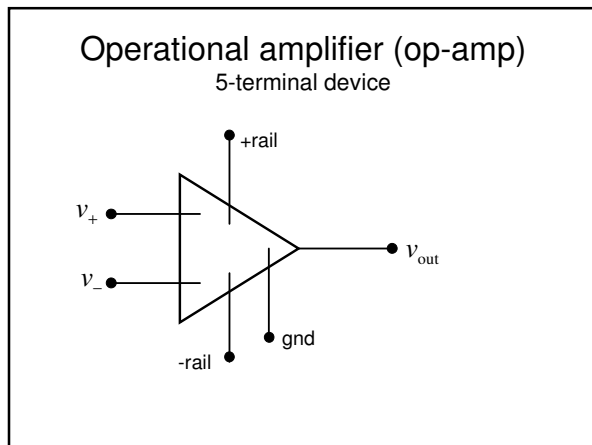 Operational amplifier (op-amp)
5-terminal device
+rail
v+
v−
vout
gnd
-rail